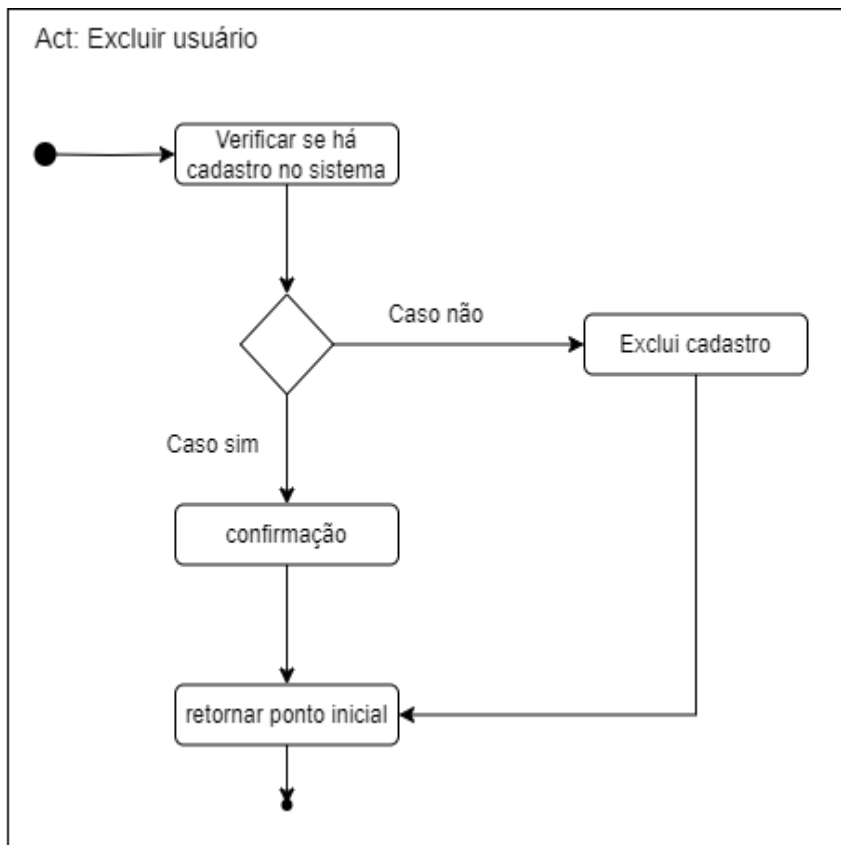 Act: Excluir usuário
Verificar se há
cadastro no sistema
Caso não
Exclui cadastro
Caso sim
confirmação
retornar ponto inicial